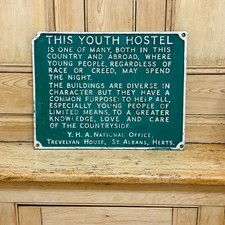 THIS YOUTH HOSTEL
IS ONE OF MANY, BOTH IN THIS
COUNTRY AND ABROAD, WHERE
YOUNG PEOPLE, REGARDLESS OF
RACE OR CREED, MAY SPEND
THE NIGHT.
THE BUILDINGS ARE DIVERSE IN
CHARACTER BUT THEY HAVE A
COMMON PURPOSE: TO HELP ALL,
ESPECIALLY YOUNG PEOPLE OF
LIMITED MEANS, TO A GREATER
KNOWLEDGE, LOVE AND CARE
OF THE COUNTRYSIDE.
Y.H.A. NATIONAL OFFICE,
TREVELYAN HOUSE, ST. ALBANS, HERTS.